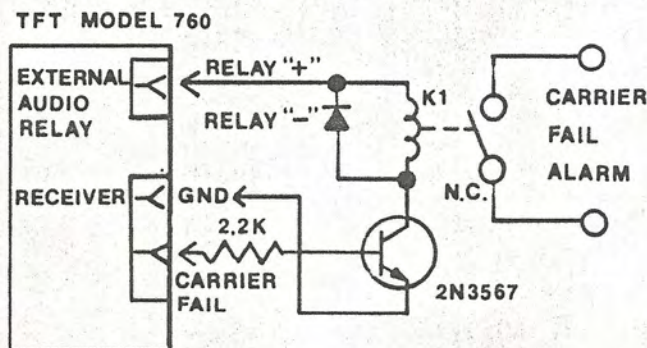 TFT MODEL 760
EXTERNAL
AUDIO
RELAY
RELAY "+"
RELAY "-"
K1
CARRIER
FAIL
ALARM
N.C.
RECEIVER
GND
2.2K
CARRIER
FAIL
2N3567